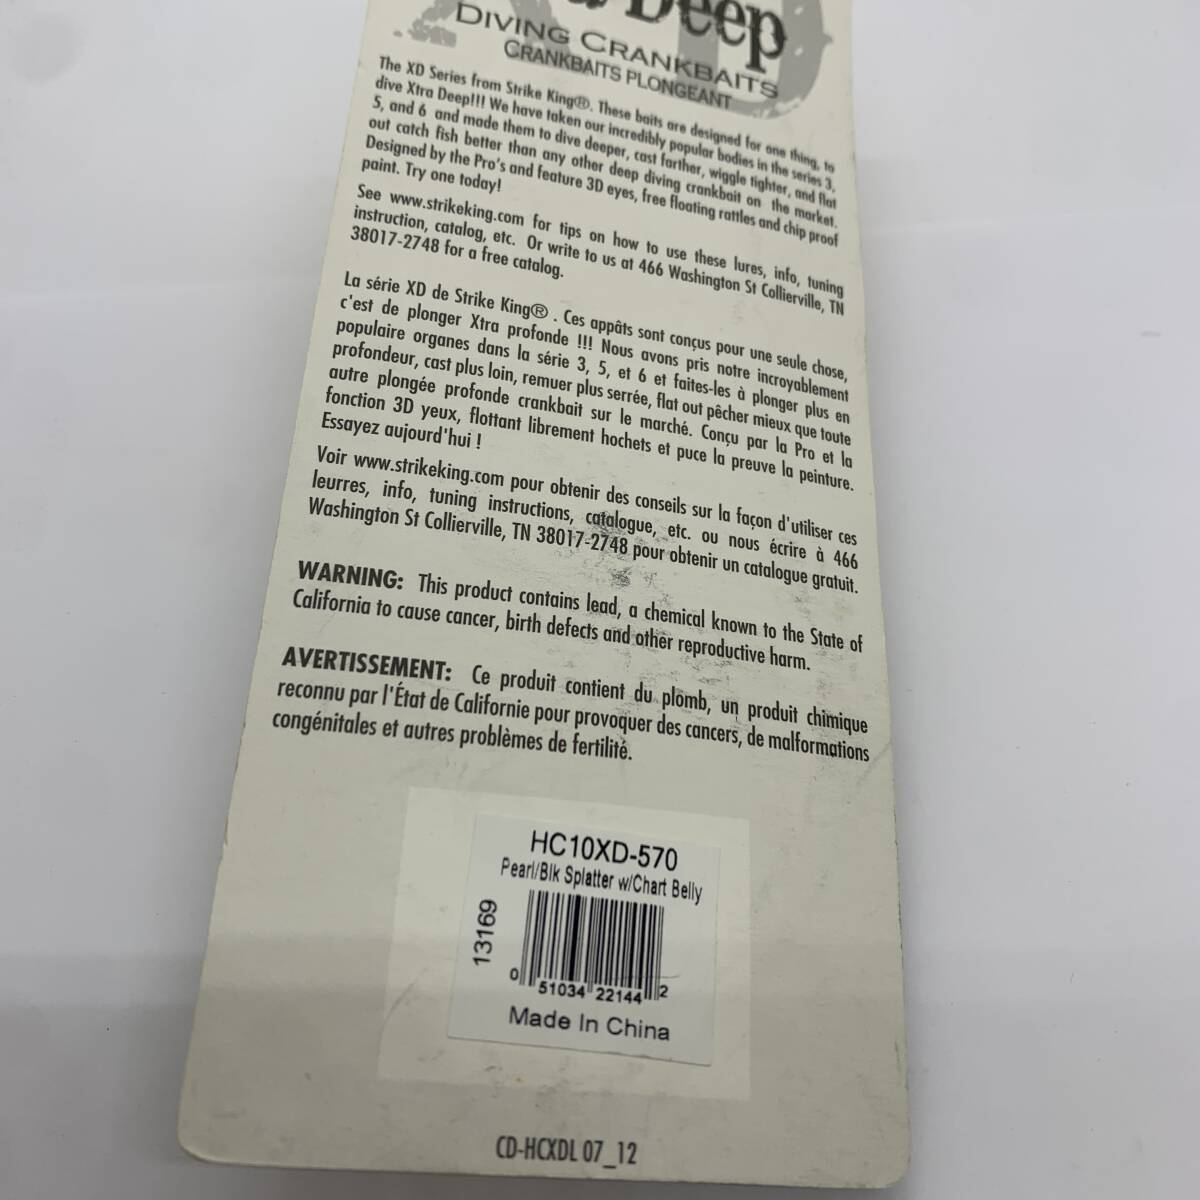 Deep
DIVING CRANKBAITS
CRANKBAITS PLONGEANT
The XD Series from Strike King®. These baits are designed for one thing, to
dive Xtra Deep!!! We have taken our incredibly popular bodies in the series 3,
5, and 6 and made them to dive deeper, cast farther, wiggle tighter, and flat
out catch fish better than any other deep diving crankbait on the market.
Designed by the Pro's and feature 3D eyes, free floating rattles and chip proof
paint. Try one today!
See www.strikeking.com for tips on how to use these lures, info, tuning
instruction, catalog, etc. Or write to us at 466 Washington St Collierville, TN
38017-2748 for a free catalog.
La série XD de Strike King® . Ces appâts sont conçus pour une seule chose,
c'est de plonger Xtra profonde !!! Nous avons pris notre incroyablement
populaire organes dans la série 3, 5, et 6 et faites-les à plonger plus en
profondeur, cast plus loin, remuer plus serrée, flat out pêcher mieux que toute
autre plongée profonde crankbait sur le marché. Conçu par la Pro et la
fonction 3D yeux, flottant librement hochets et puce la preuve la peinture.
Essayez aujourd'hui !
Voir www.strikeking.com pour obtenir des conseils sur la façon d'utiliser ces
leurres, info, tuning instructions, catalogue, etc. ou nous écrire à 466
Washington St Collierville, TN 38017-2748 pour obtenir un catalogue gratuit.
WARNING: This product contains lead, a chemical known to the State of
California to cause cancer, birth defects and other reproductive harm.
AVERTISSEMENT: Ce produit contient du plomb, un produit chimique
reconnu par l'État de Californie pour provoquer des cancers, de malformations
congénitales et autres problèmes de fertilité.
HC10XD-570
Pearl/Blk Splatter w/Chart Belly
13169
0 51034 22144 2
Made In China
CD-HCXDL 07_12